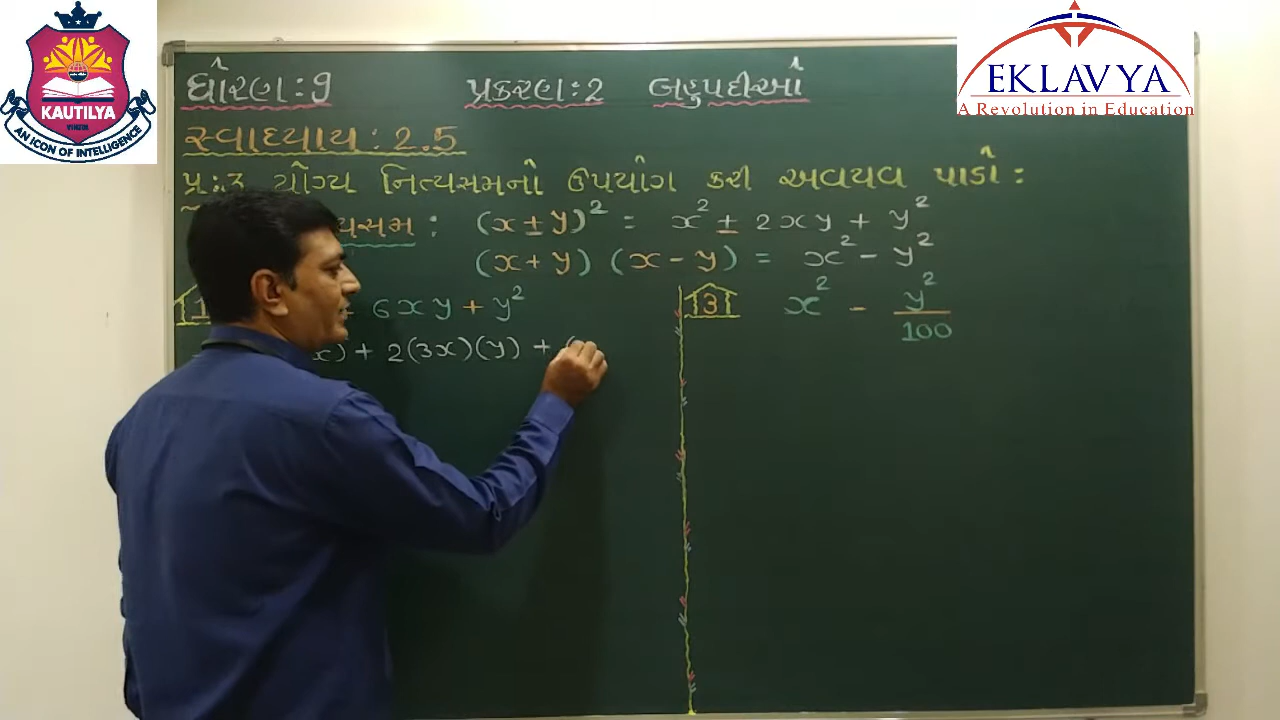 KAUTILYA
AN ICON OF INTELLIGENCE
EKLAVYA
A Revolution in Education
ધોરણ : 9 પ્રકરણ : 2 બહુપદીઓ
સ્વાધ્યાય : 2.5
પ્ર : 3 યોગ્ય નિત્યસમનો ઉપયોગ કરી અવયવ પાડો :
(x ± y)² = x² ± 2xy + y²
(x + y) (x - y) = x² - y²
1 6xy + y²
x) + 2(3x)(y) + (
3 x² - y²/100